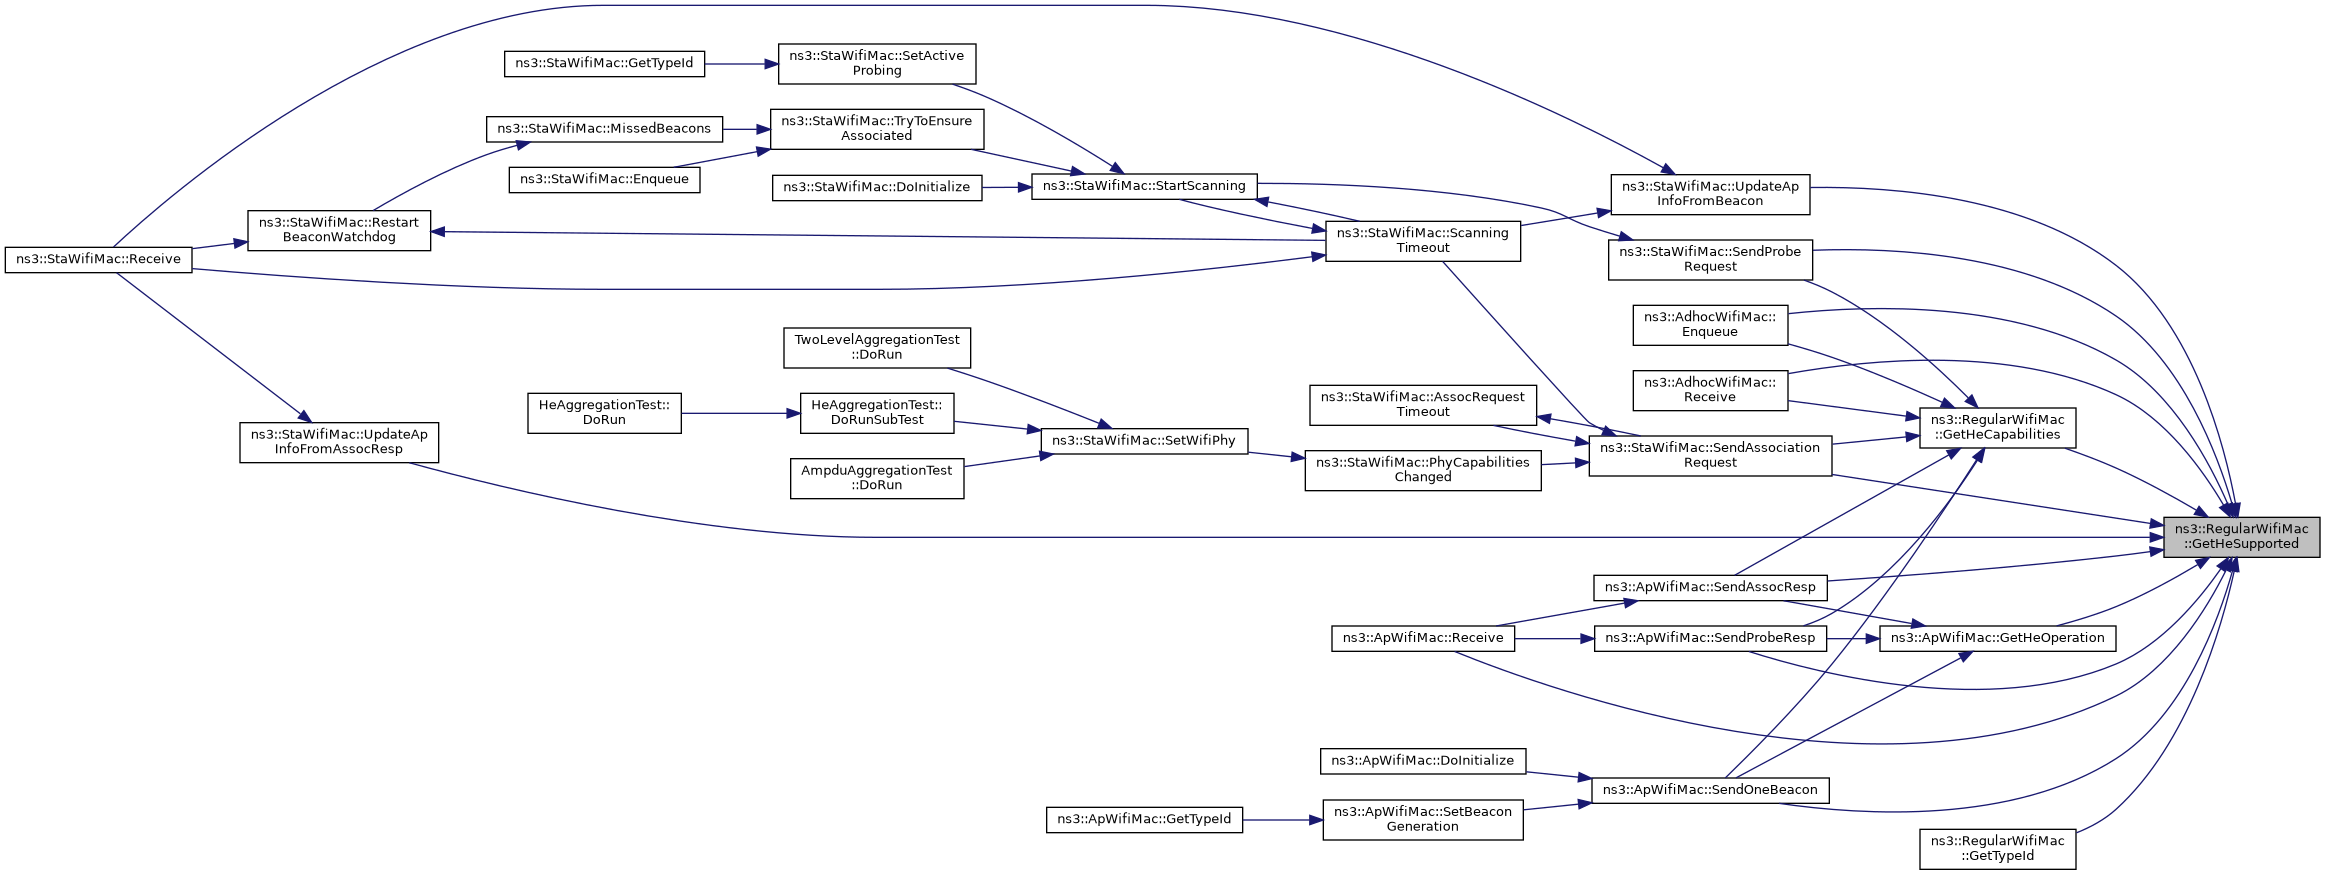 ns3::StaWifiMac::GetTypeId
ns3::StaWifiMac::SetActive
Probing
ns3::StaWifiMac::MissedBeacons
ns3::StaWifiMac::TryToEnsure
Associated
ns3::StaWifiMac::Enqueue
ns3::StaWifiMac::DoInitialize
ns3::StaWifiMac::StartScanning
ns3::StaWifiMac::UpdateAp
InfoFromBeacon
ns3::StaWifiMac::Receive
ns3::StaWifiMac::Restart
BeaconWatchdog
ns3::StaWifiMac::Scanning
Timeout
ns3::StaWifiMac::SendProbe
Request
ns3::AdhocWifiMac::
Enqueue
TwoLevelAggregationTest
::DoRun
ns3::AdhocWifiMac::
Receive
HeAggregationTest::
DoRun
HeAggregationTest::
DoRunSubTest
ns3::StaWifiMac::AssocRequest
Timeout
ns3::RegularWifiMac
::GetHeCapabilities
ns3::StaWifiMac::UpdateAp
InfoFromAssocResp
ns3::StaWifiMac::SetWifiPhy
ns3::StaWifiMac::SendAssociation
Request
AmpduAggregationTest
::DoRun
ns3::StaWifiMac::PhyCapabilities
Changed
ns3::RegularWifiMac
::GetHeSupported
ns3::ApWifiMac::SendAssocResp
ns3::ApWifiMac::Receive
ns3::ApWifiMac::SendProbeResp
ns3::ApWifiMac::GetHeOperation
ns3::ApWifiMac::DoInitialize
ns3::ApWifiMac::SendOneBeacon
ns3::ApWifiMac::GetTypeId
ns3::ApWifiMac::SetBeacon
Generation
ns3::RegularWifiMac
::GetTypeId